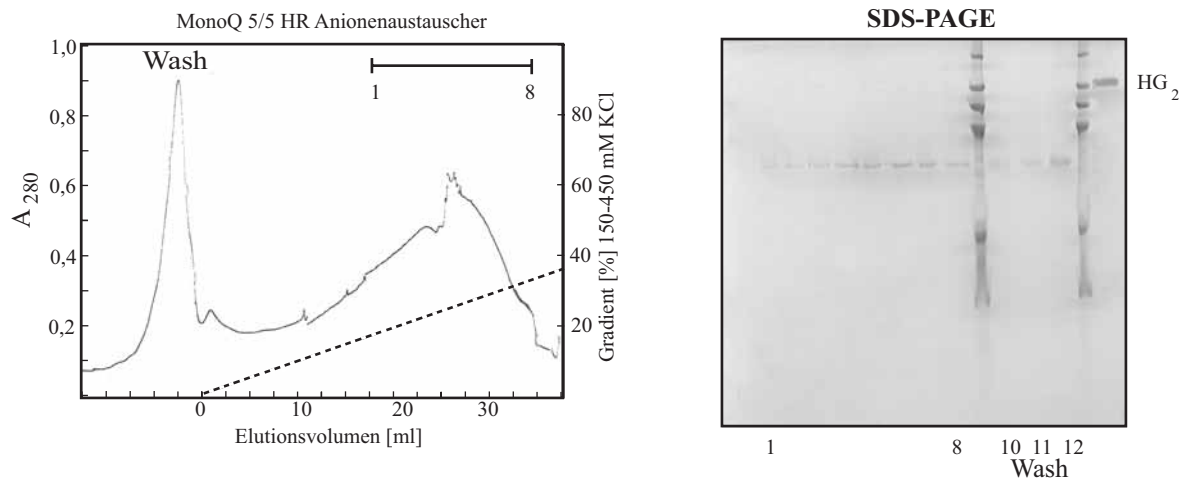 MonoQ 5/5 HR Anionenaustauscher
1,0
0,8
0,6
0,4
0,2
A 280
Wash
1
8
80
60
40
20
Gradient [%] 150-450 mM KCl
0
10
20
30
Elutionsvolumen [ml]
SDS-PAGE
HG 2
1 8 10 11 12
Wash